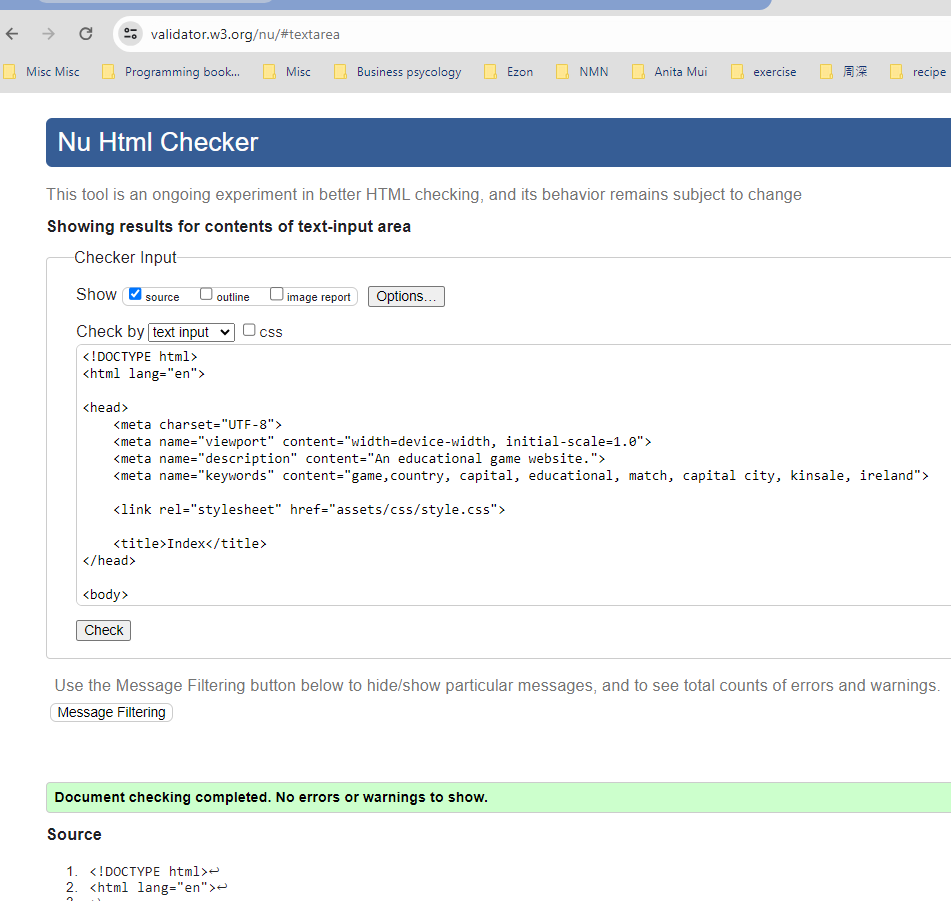 validator.w3.org/nu/#textarea
Misc Misc Programming book... Misc Business psycology Ezon NMN Anita Mui exercise 周深 recipe
Nu Html Checker
This tool is an ongoing experiment in better HTML checking, and its behavior remains subject to change
Showing results for contents of text-input area
Checker Input
Show source outline image report Options...
Check by text input css
<!DOCTYPE html>
<html lang="en">
<head>
<meta charset="UTF-8">
<meta name="viewport" content="width=device-width, initial-scale=1.0">
<meta name="description" content="An educational game website.">
<meta name="keywords" content="game,country, capital, educational, match, capital city, kinsale, ireland">
<link rel="stylesheet" href="assets/css/style.css">
<title>Index</title>
</head>
<body>
Check
Use the Message Filtering button below to hide/show particular messages, and to see total counts of errors and warnings.
Message Filtering
Document checking completed. No errors or warnings to show.
Source
1. <!DOCTYPE html>↩
2. <html lang="en">↩